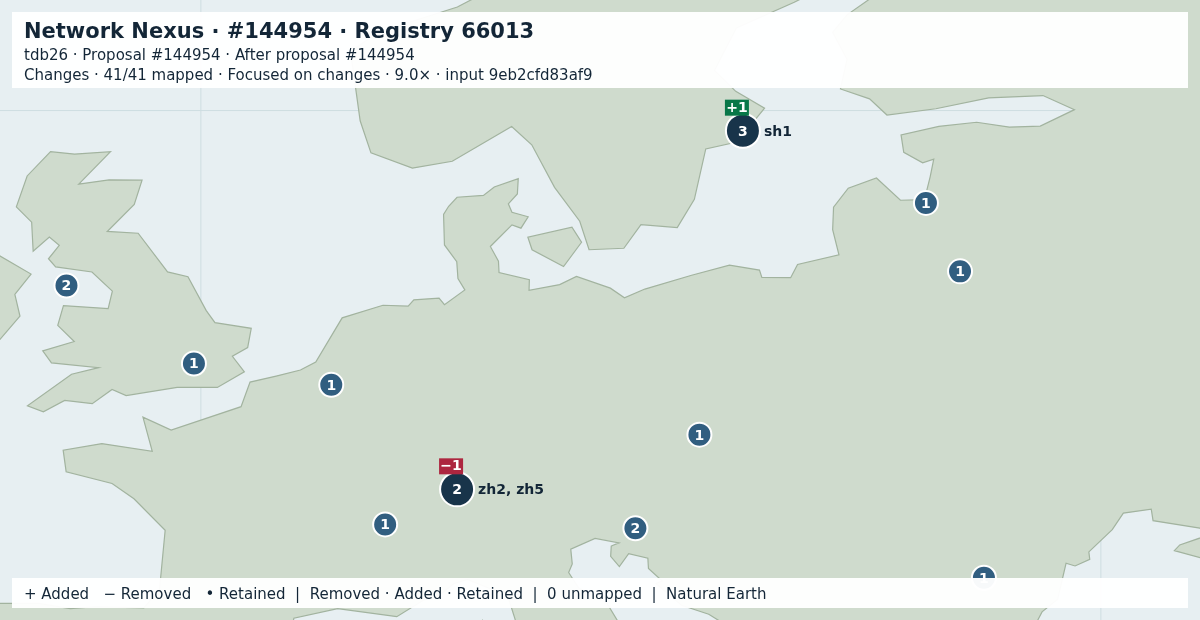 Network Nexus · #144954 · Registry 66013
tdb26 · Proposal #144954 · After proposal #144954
Changes · 41/41 mapped · Focused on changes · 9.0× · input 9eb2cfd83af9
+1
3 sh1
1
1
2
1
1
1
−1
2 zh2, zh5
1
2
1
+ Added − Removed • Retained | Removed · Added · Retained | 0 unmapped | Natural Earth